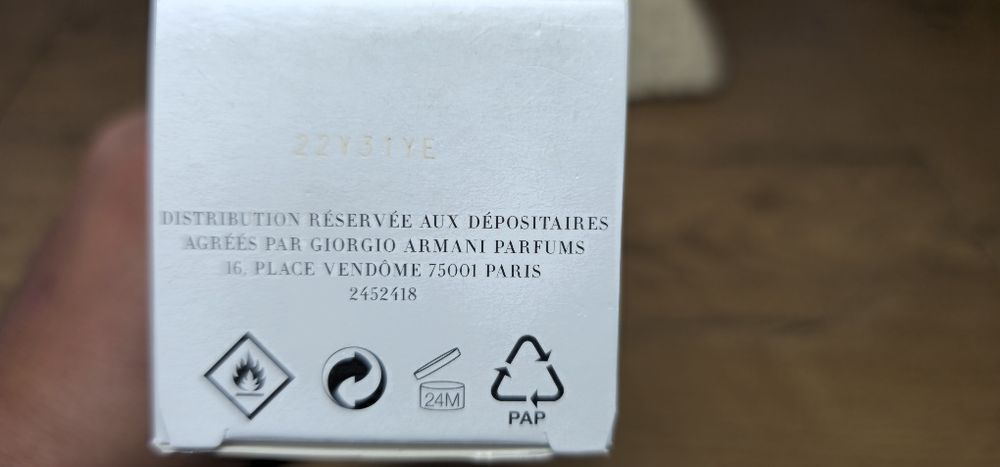 22Y31YE
DISTRIBUTION RÉSERVÉE AUX DÉPOSITAIRES
AGRÉÉS PAR GIORGIO ARMANI PARFUMS
16, PLACE VENDÔME 75001 PARIS
2452418
24M
PAP